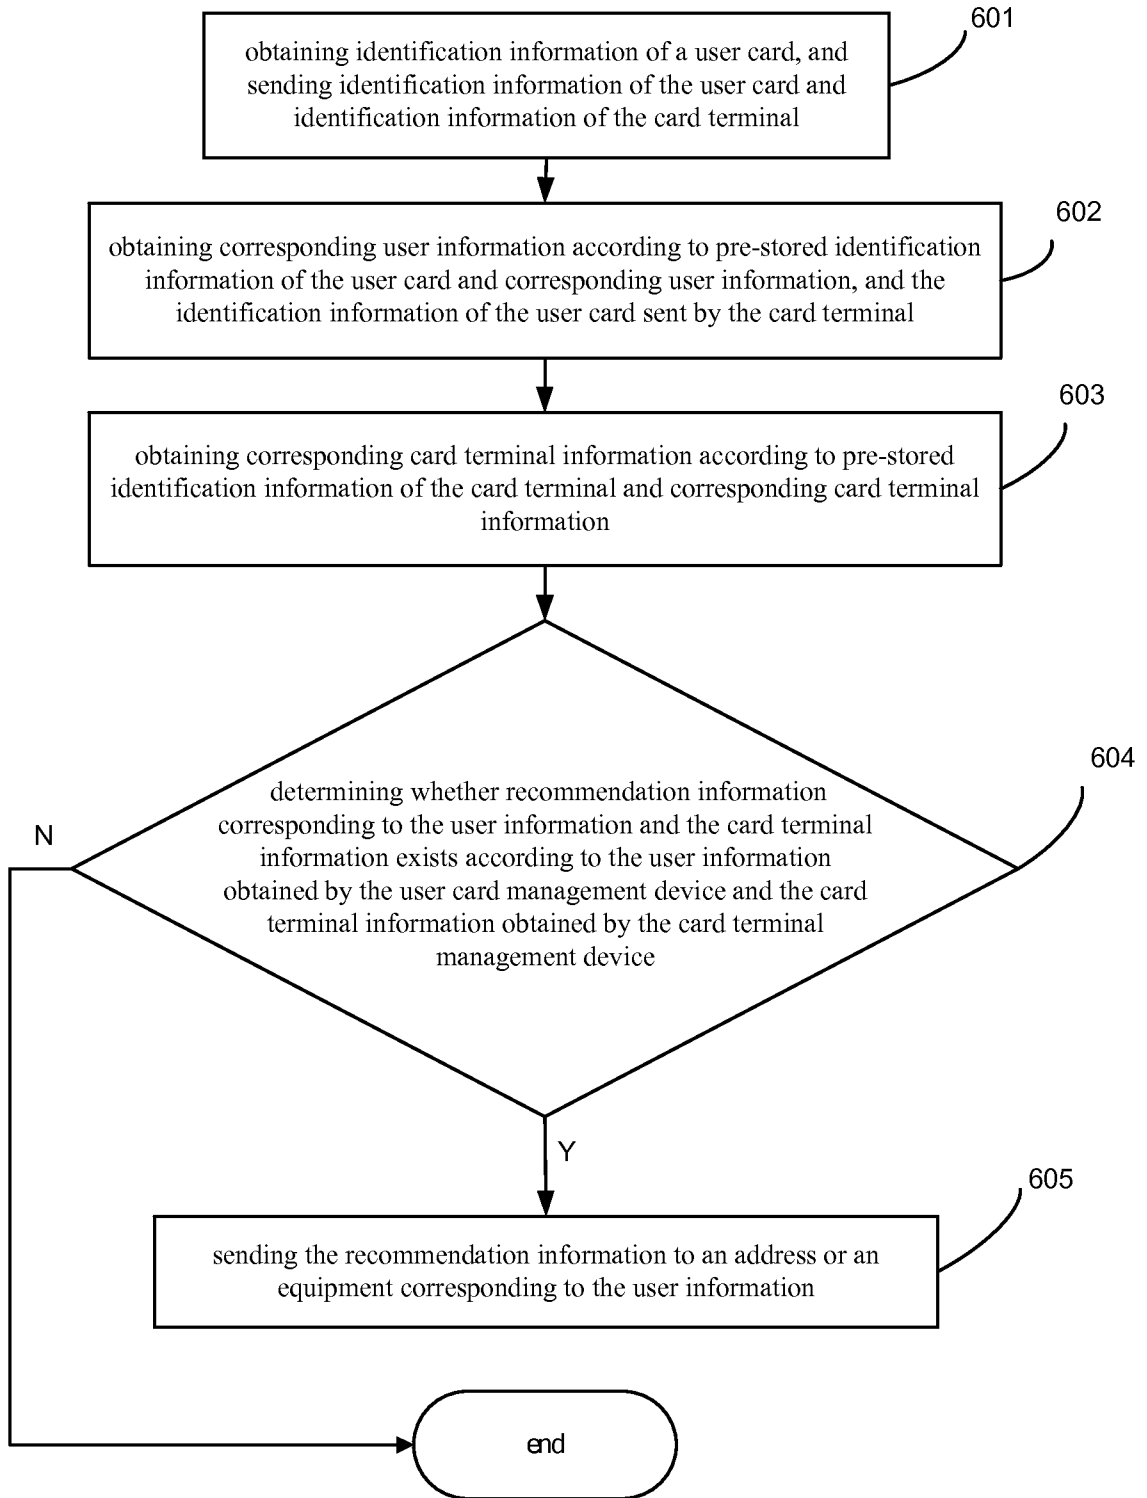 601
obtaining identification information of a user card, and
sending identification information of the user card and
identification information of the card terminal
602
obtaining corresponding user information according to pre-stored identification
information of the user card and corresponding user information, and the
identification information of the user card sent by the card terminal
603
obtaining corresponding card terminal information according to pre-stored
identification information of the card terminal and corresponding card terminal
information
604
determining whether recommendation information
corresponding to the user information and the card terminal
information exists according to the user information
obtained by the user card management device and the card
terminal information obtained by the card terminal
management device
N
Y
605
sending the recommendation information to an address or an
equipment corresponding to the user information
end